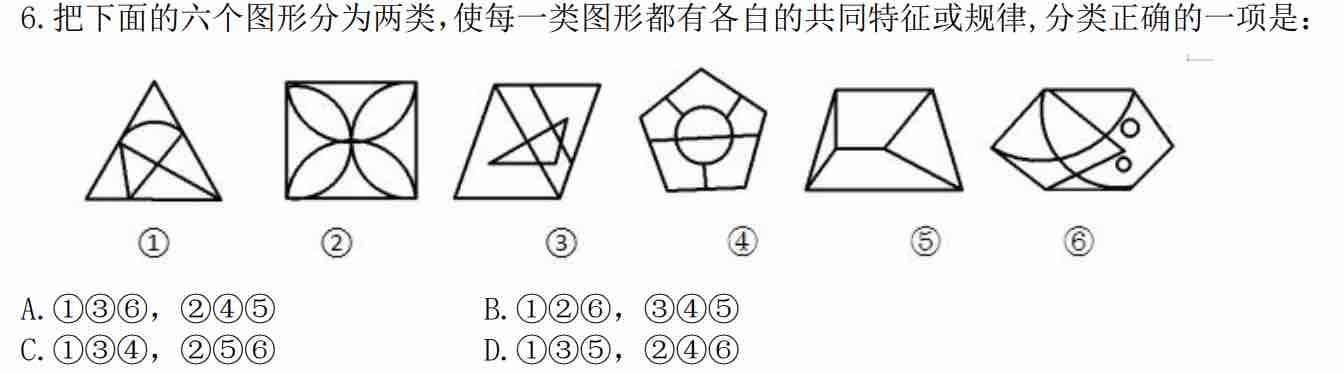 6.把下面的六个图形分为两类,使每一类图形都有各自的共同特征或规律,分类正确的一项是:
① ② ③ ④ ⑤ ⑥
A.①③⑥, ②④⑤ B.①②⑥, ③④⑤
C.①③④, ②⑤⑥ D.①③⑤, ②④⑥